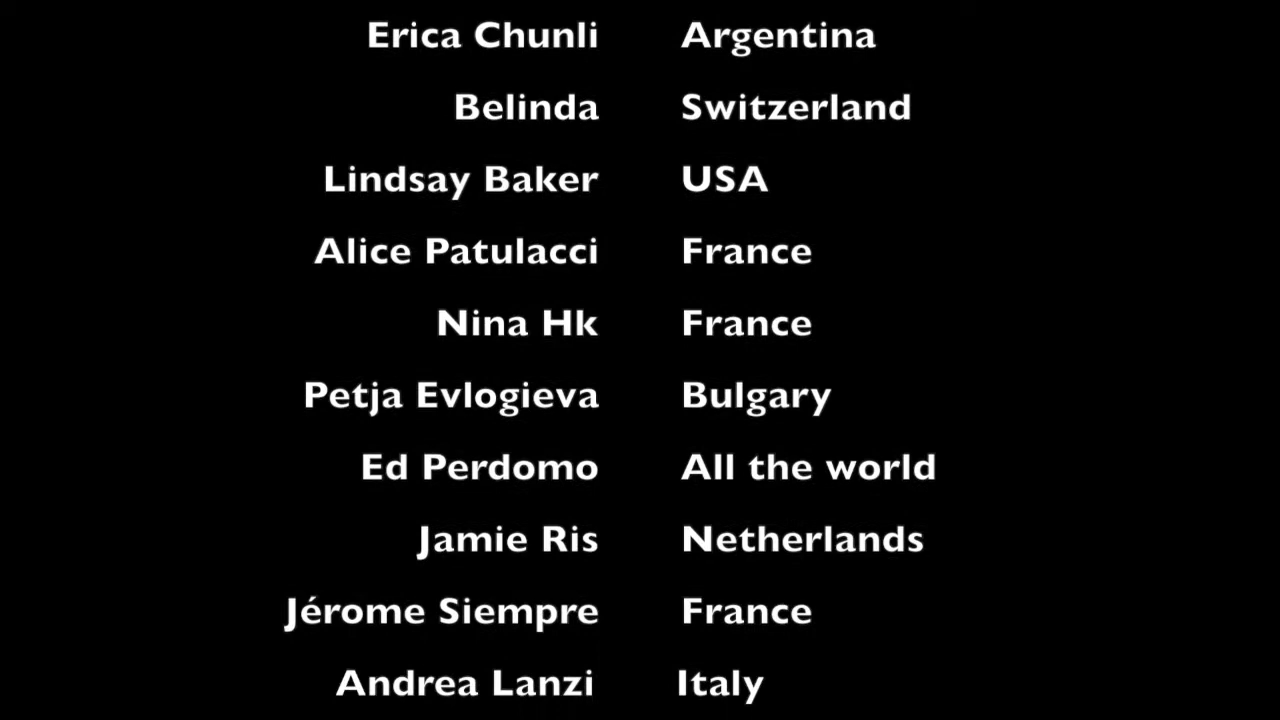 Erica Chunli Argentina
Belinda Switzerland
Lindsay Baker USA
Alice Patulacci France
Nina Hk France
Petja Evlogieva Bulgary
Ed Perdomo All the world
Jamie Ris Netherlands
Jérome Siempre France
Andrea Lanzi Italy